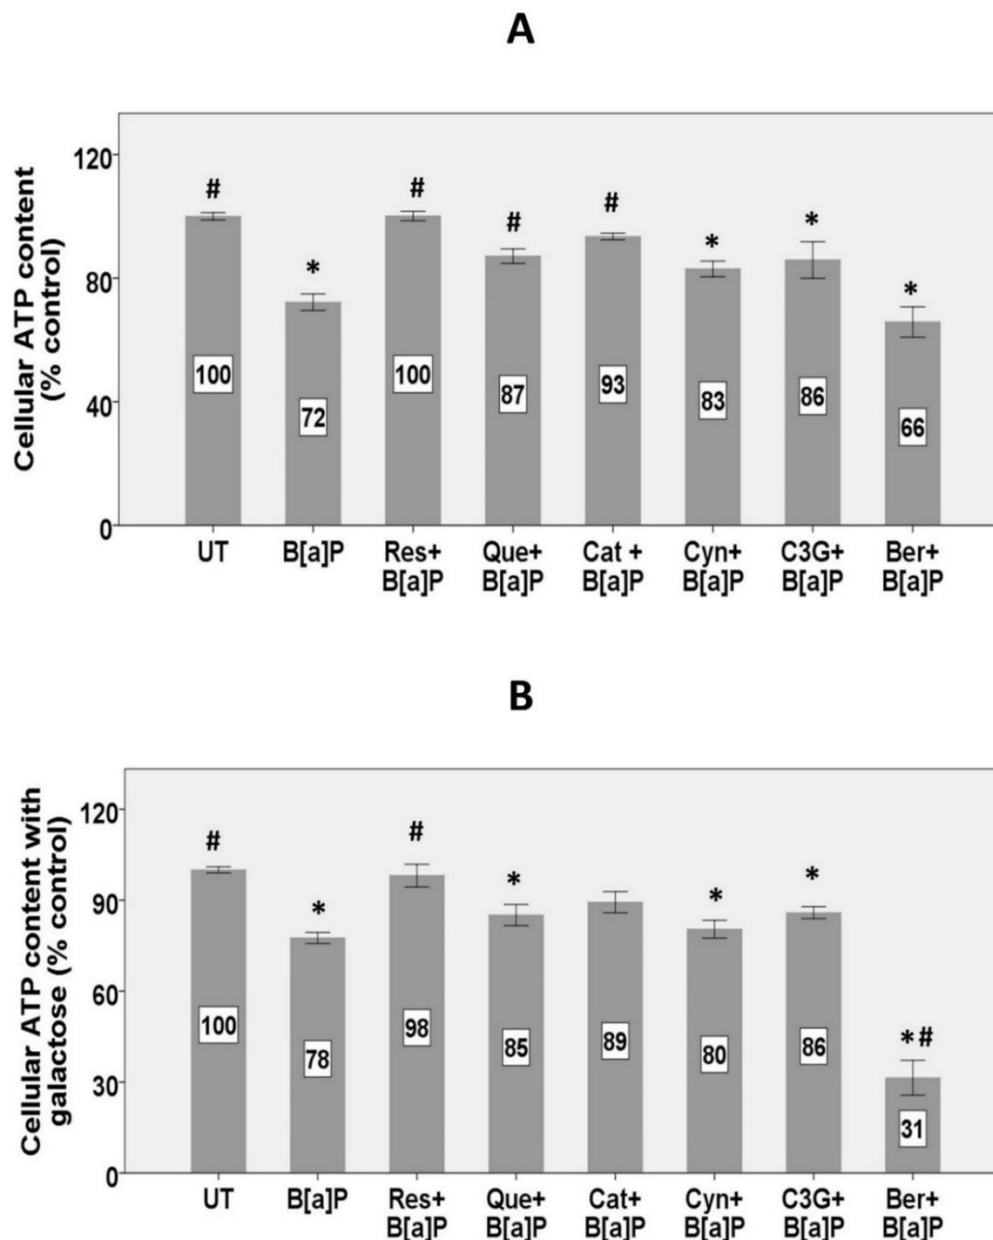 A
Cellular ATP content
(% control)
120
80
40
0
# * # # # * * *
100 72 100 87 93 83 86 66
UT B[a]P Res+ Que+ Cat + Cyn+ C3G+ Ber+
B[a]P B[a]P B[a]P B[a]P B[a]P B[a]P
B
Cellular ATP content with
galactose (% control)
120
90
60
30
0
# * # * * * *#
100 78 98 85 89 80 86 31
UT B[a]P Res+ Que+ Cat+ Cyn+ C3G+ Ber+
B[a]P B[a]P B[a]P B[a]P B[a]P B[a]P